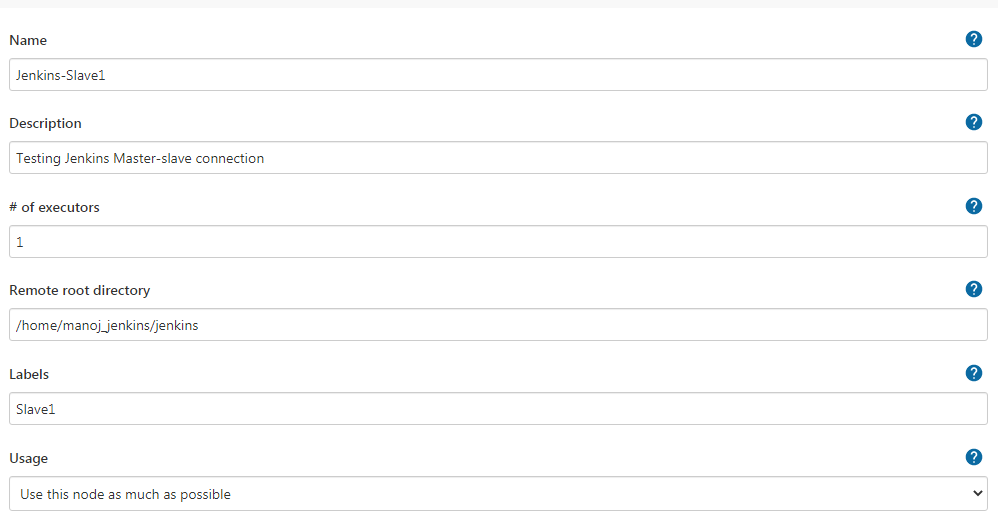 Name
?
Jenkins-Slave1
Description
?
Testing Jenkins Master-slave connection
# of executors
?
1
Remote root directory
?
/home/manoj_jenkins/jenkins
Labels
?
Slave1
Usage
?
Use this node as much as possible